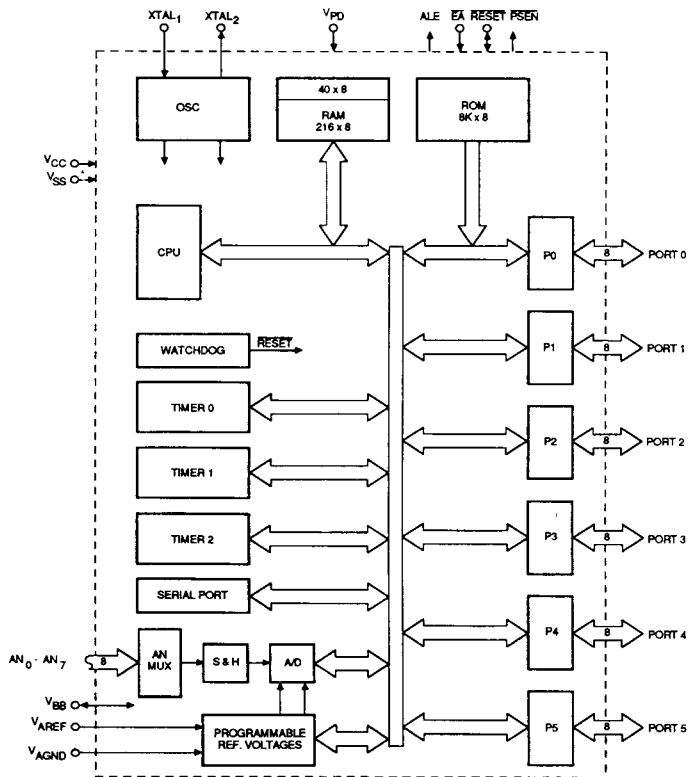 XTAL1 XTAL2 VPD ALE EA RESET PSEN
OSC
40 x 8
RAM
216 x 8
ROM
8K x 8
VCC
VSS
CPU
P0
8
PORT 0
WATCHDOG
RESET
P1
8
PORT 1
TIMER 0
P2
8
PORT 2
TIMER 1
P3
8
PORT 3
TIMER 2
SERIAL PORT
P4
8
PORT 4
AN0 - AN7
8
AN
MUX
S & H
A/D
VBB
VAREF
VAGND
PROGRAMMABLE
REF. VOLTAGES
P5
8
PORT 5